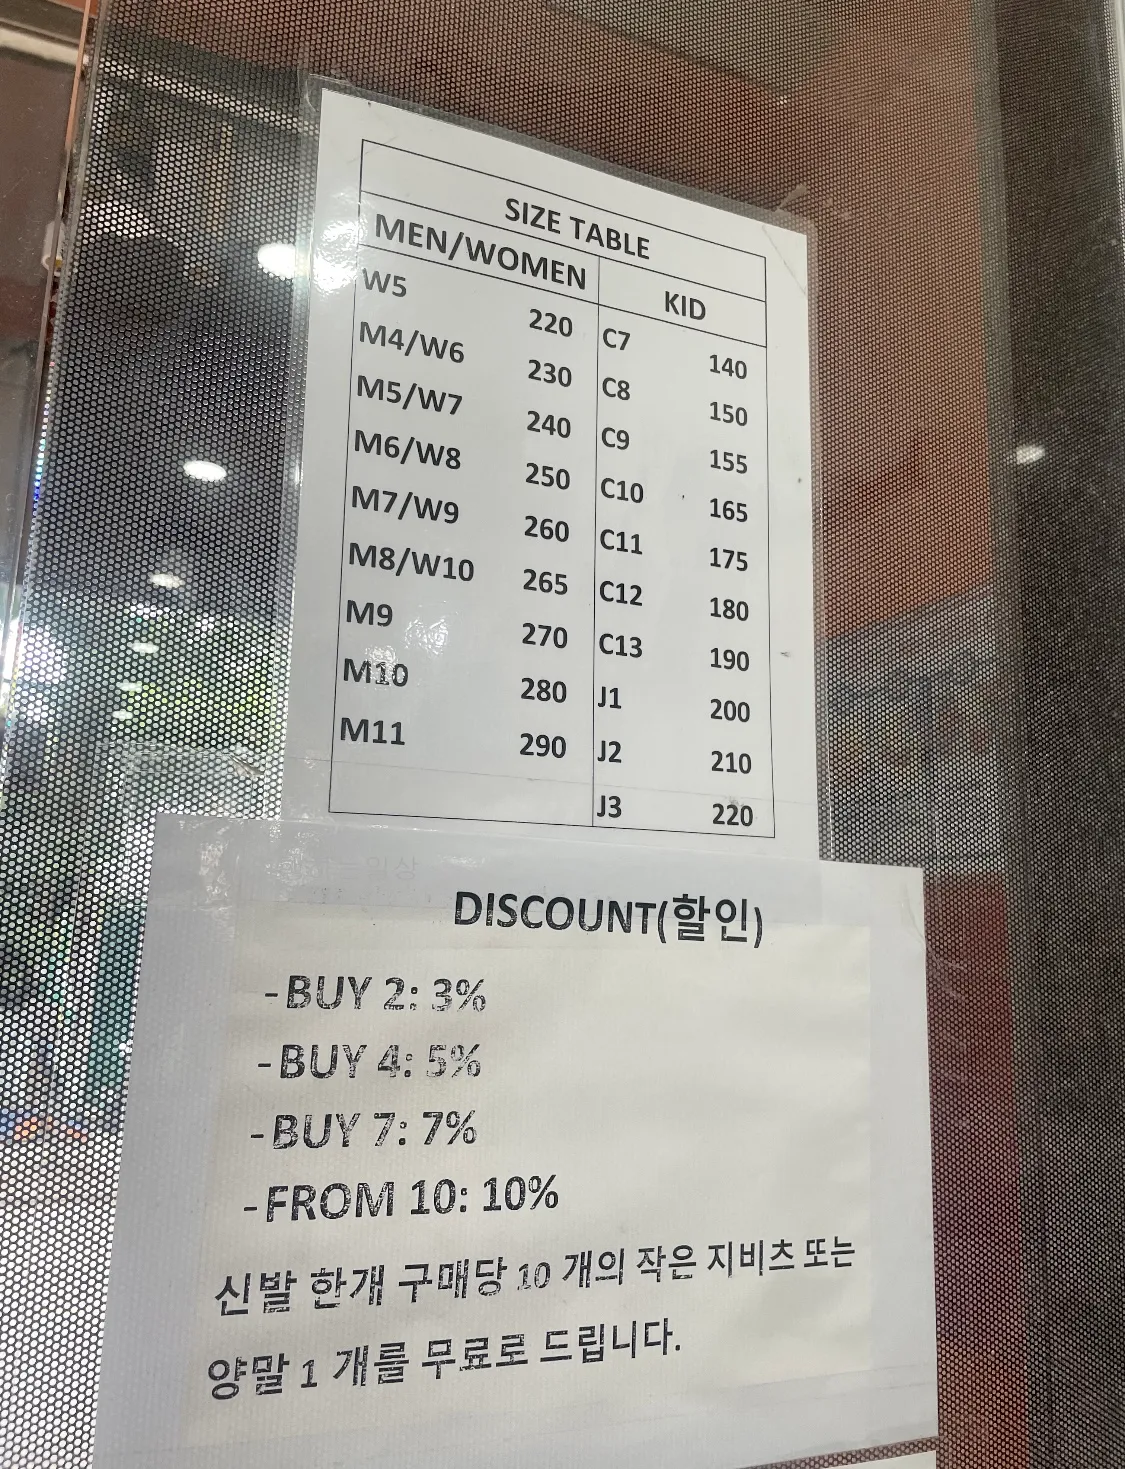 SIZE TABLE
MEN/WOMEN KID
W5 220 C7 140
M4/W6 230 C8 150
M5/W7 240 C9 155
M6/W8 250 C10 165
M7/W9 260 C11 175
M8/W10 265 C12 180
M9 270 C13 190
M10 280 J1 200
M11 290 J2 210
J3 220
DISCOUNT(할인)
-BUY 2: 3%
-BUY 4: 5%
-BUY 7: 7%
-FROM 10: 10%
신발 한개 구매당 10 개의 작은 지비츠 또는
양말 1 개를 무료로 드립니다.